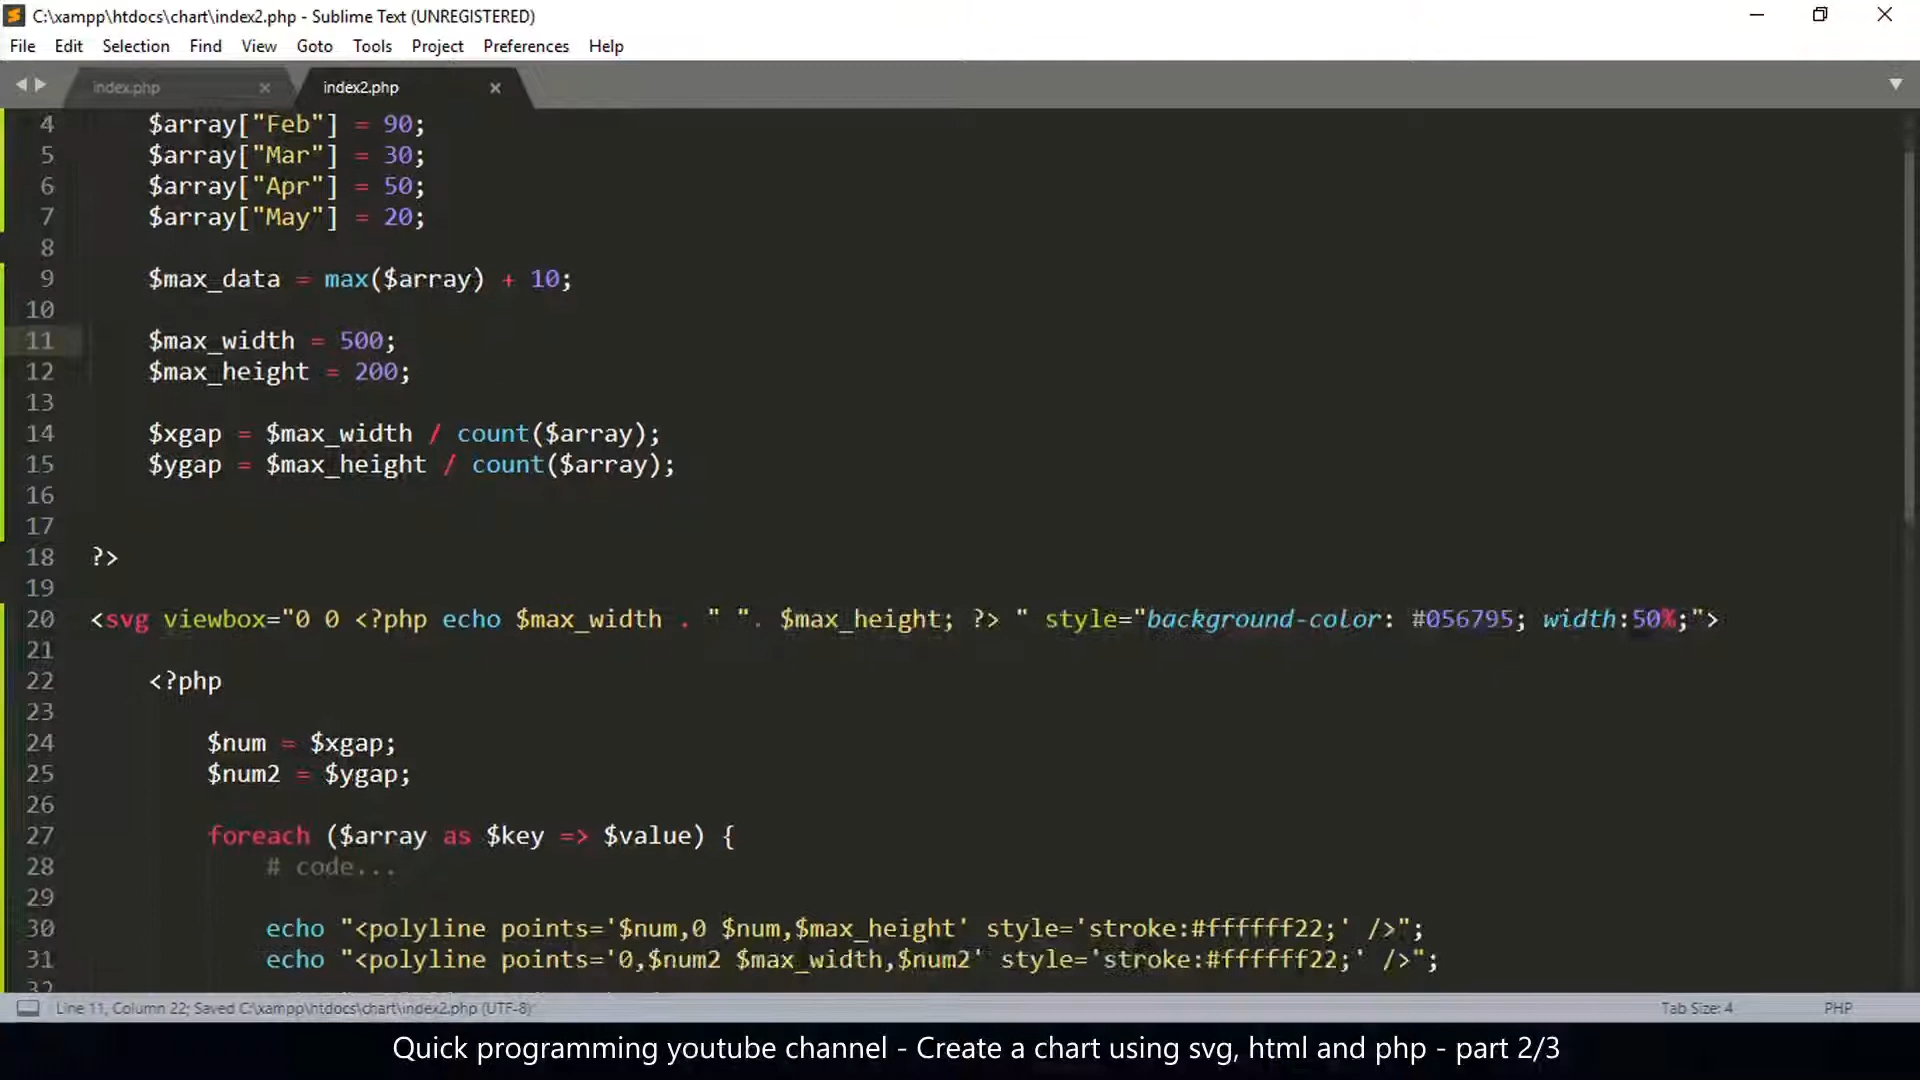 C:\xampp\htdocs\chart\index2.php - Sublime Text (UNREGISTERED)
File Edit Selection Find View Goto Tools Project Preferences Help
index.php × index2.php ×
4 $array["Feb"] = 90;
5 $array["Mar"] = 30;
6 $array["Apr"] = 50;
7 $array["May"] = 20;
8
9 $max_data = max($array) + 10;
10
11 $max_width = 500;
12 $max_height = 200;
13
14 $xgap = $max_width / count($array);
15 $ygap = $max_height / count($array);
16
17
18 ?>
19
20 <svg viewbox="0 0 <?php echo $max_width . " ". $max_height; ?> " style="background-color: #056795; width:50%;">
21
22 <?php
23
24 $num = $xgap;
25 $num2 = $ygap;
26
27 foreach ($array as $key => $value) {
28 # code...
29
30 echo "<polyline points='$num,0 $num,$max_height' style='stroke:#ffffff22;' />";
31 echo "<polyline points='0,$num2 $max_width,$num2' style='stroke:#ffffff22;' />";
32
Line 11, Column 22; Saved C:\xampp\htdocs\chart\index2.php (UTF-8) Tab Size: 4 PHP
Quick programming youtube channel - Create a chart using svg, html and php - part 2/3